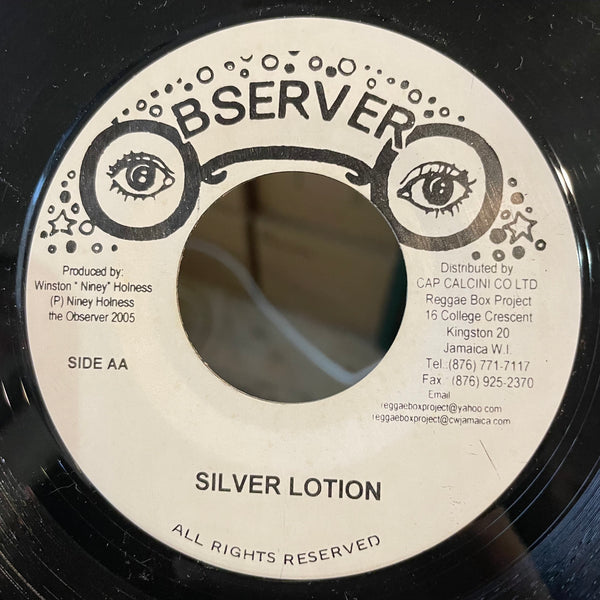 OBSERVER
Produced by:
Winston " Niney" Holness
(P) Niney Holness
the Observer 2005
SIDE AA
Distributed by
CAP CALCINI CO LTD
Reggae Box Project
16 College Crescent
Kingston 20
Jamaica W.I.
Tel.:(876) 771-7117
Fax : (876) 925-2370
Email
reggaeboxproject@yahoo.com
reggaeboxproject@cwjamaica.com
SILVER LOTION
ALL RIGHTS RESERVED